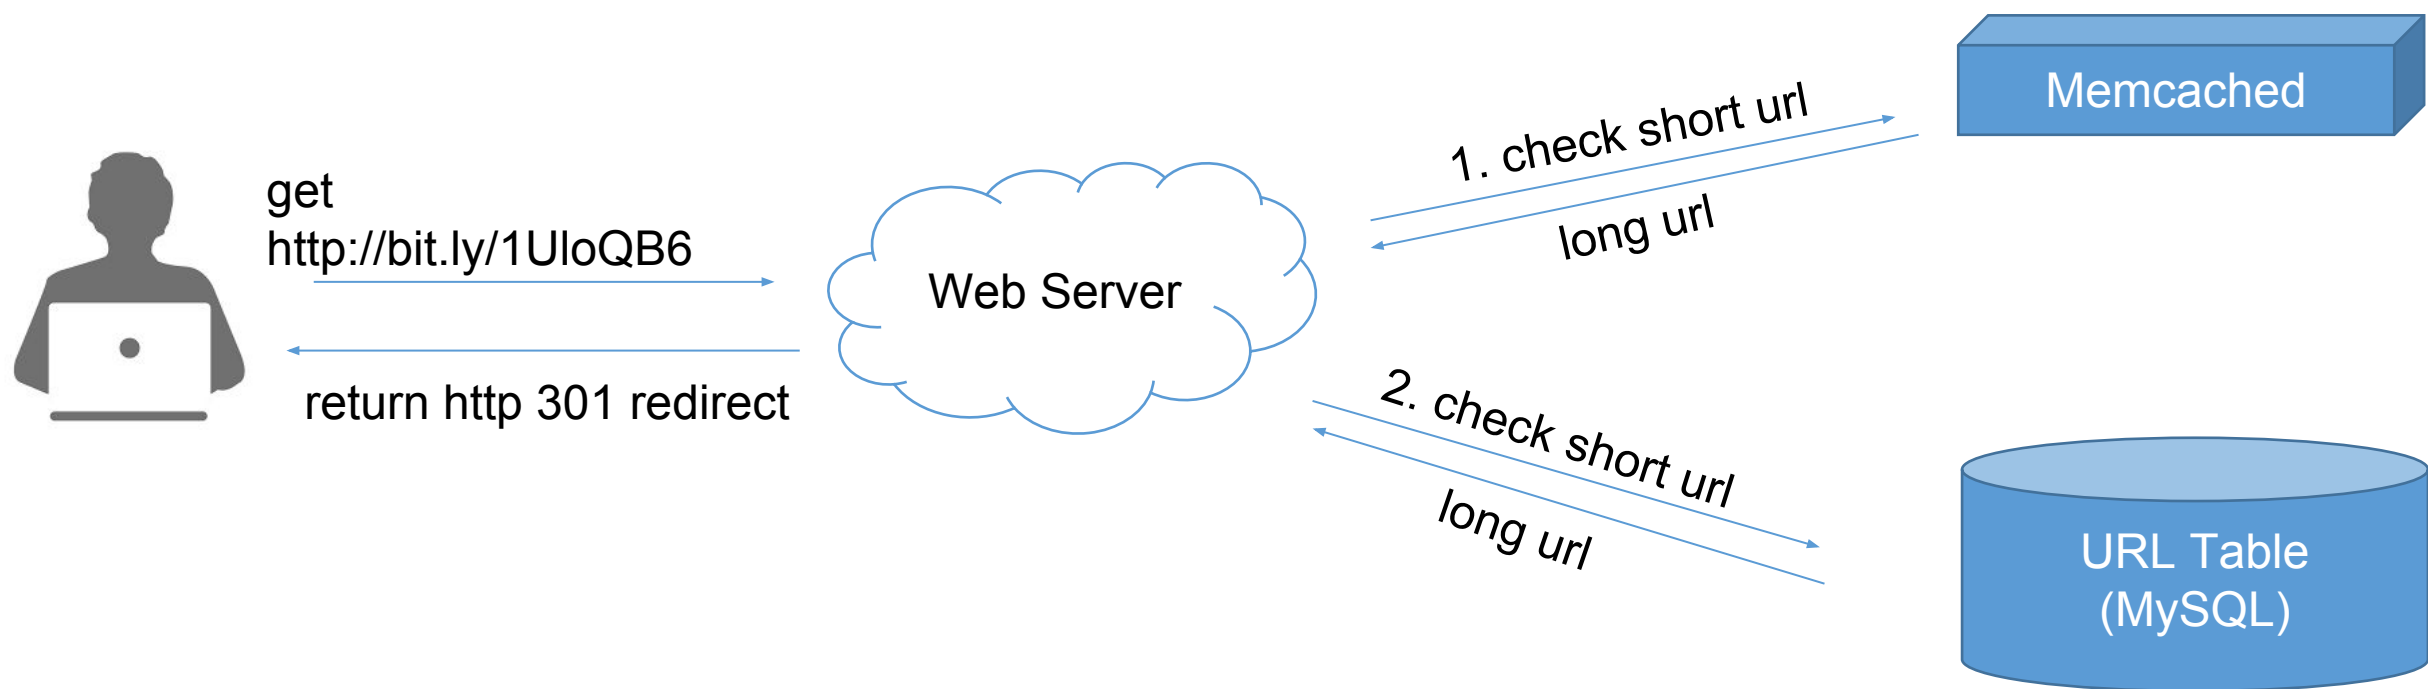 get
http://bit.ly/1UloQB6
return http 301 redirect
Web Server
1. check short url
long url
Memcached
2. check short url
long url
URL Table
(MySQL)